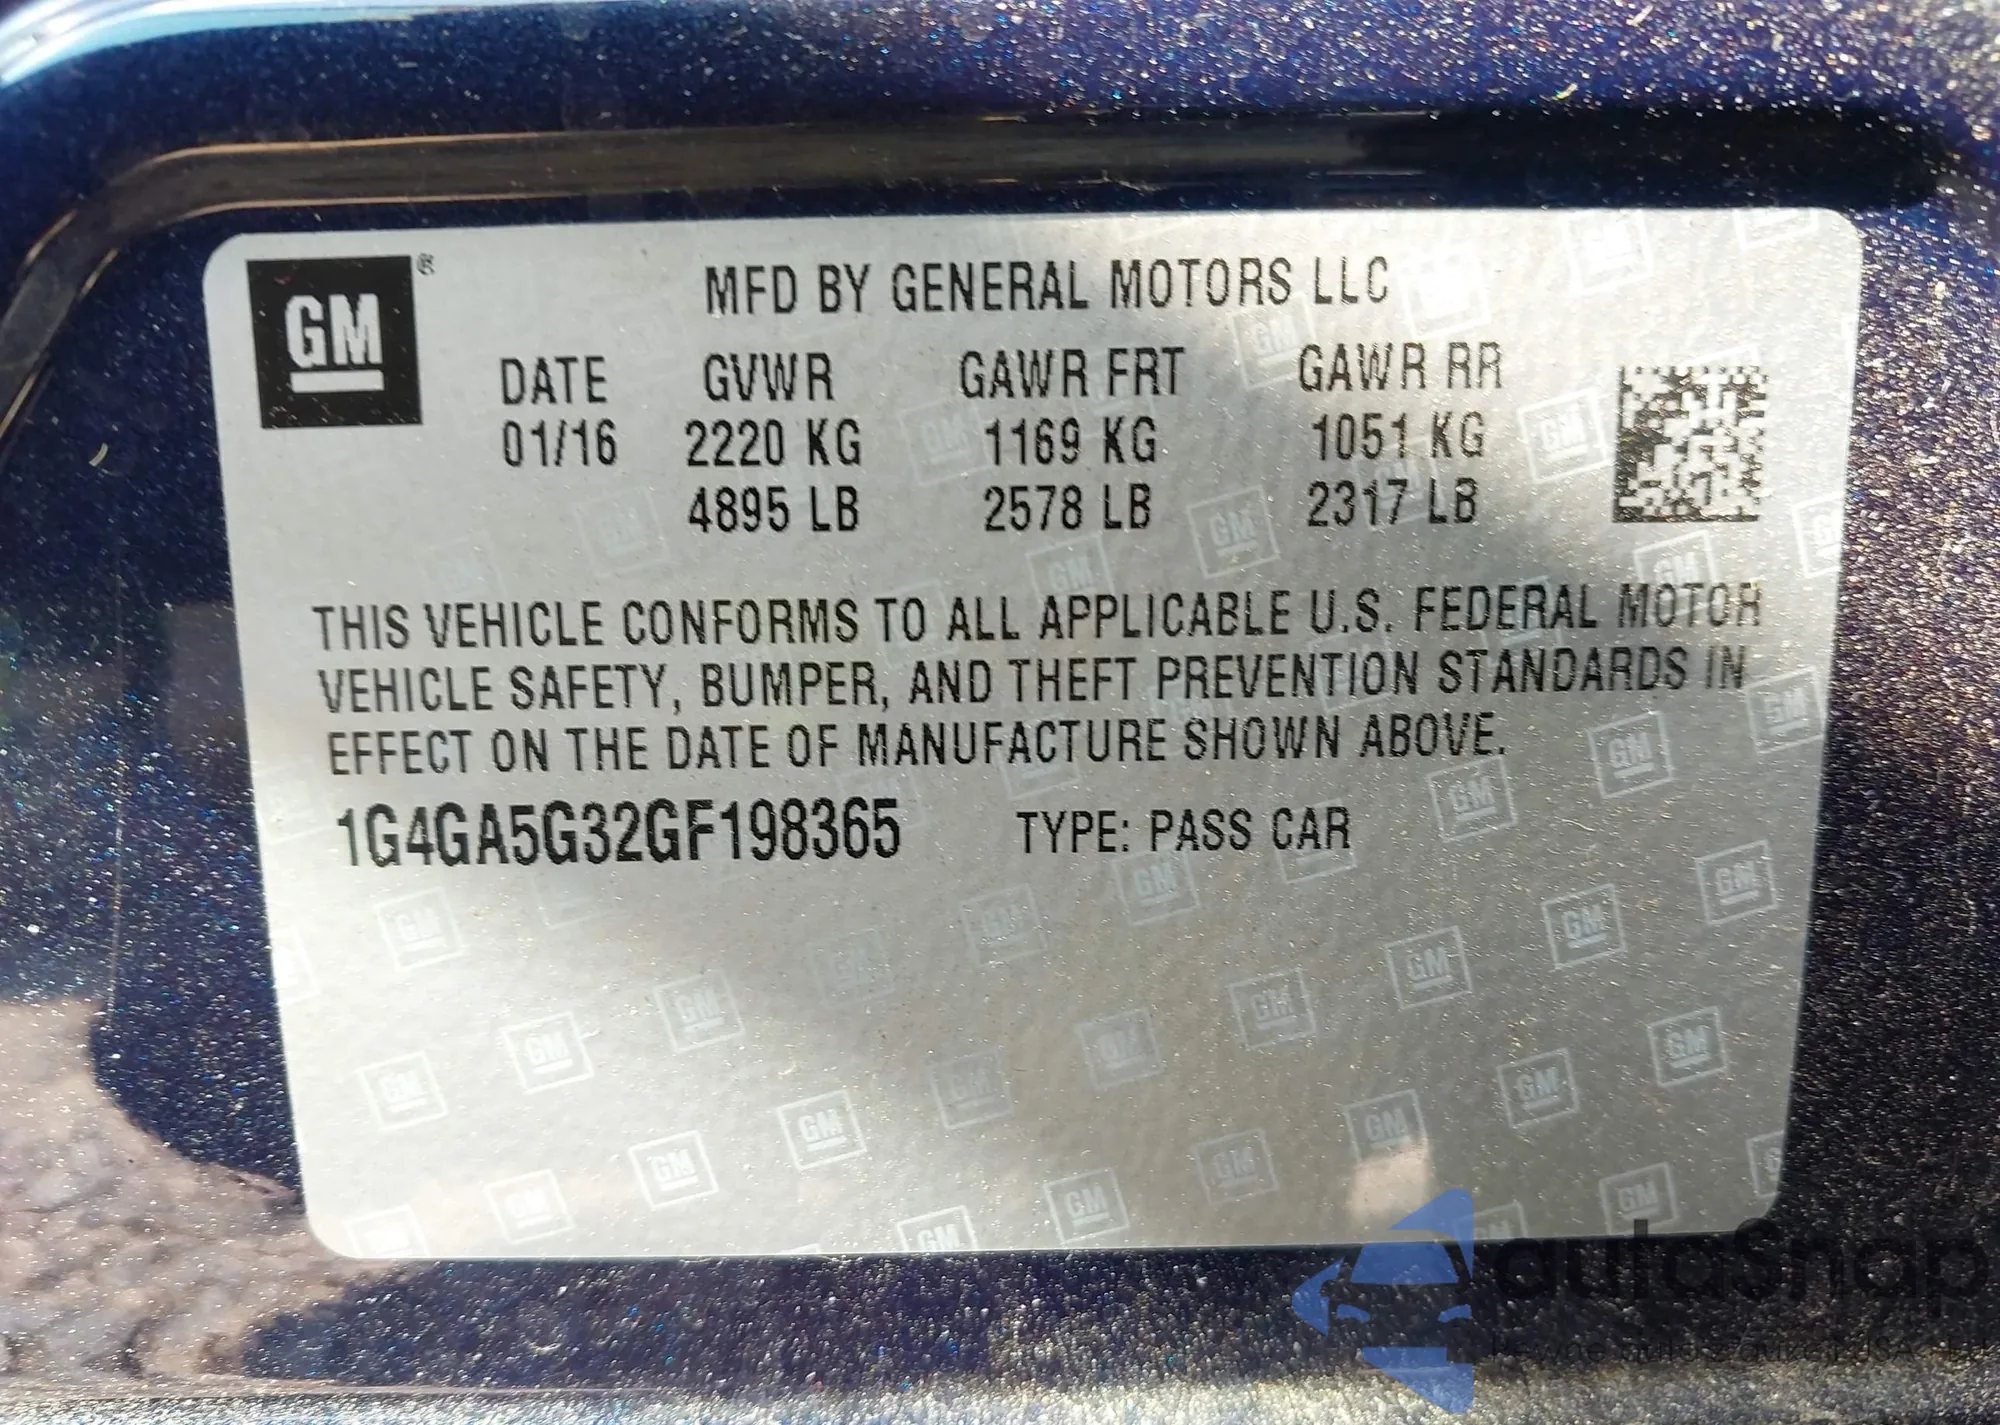 GM ®
MFD BY GENERAL MOTORS LLC
DATE GVWR GAWR FRT GAWR RR
01/16 2220 KG 1169 KG 1051 KG
4895 LB 2578 LB 2317 LB
THIS VEHICLE CONFORMS TO ALL APPLICABLE U.S. FEDERAL MOTOR
VEHICLE SAFETY, BUMPER, AND THEFT PREVENTION STANDARDS IN
EFFECT ON THE DATE OF MANUFACTURE SHOWN ABOVE.
1G4GA5G32GF198365 TYPE: PASS CAR
autaSnap